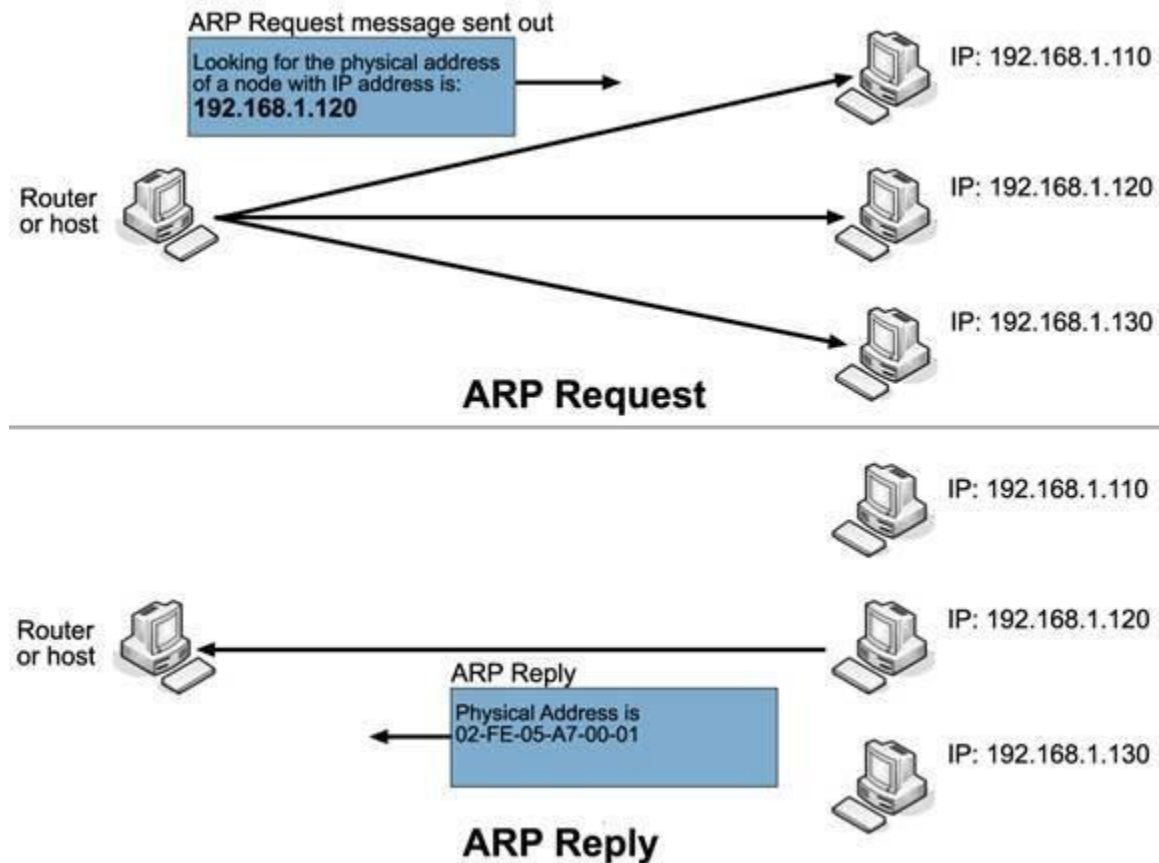 ARP Request message sent out
Looking for the physical address
of a node with IP address is:
192.168.1.120
IP: 192.168.1.110
Router
or host
IP: 192.168.1.120
IP: 192.168.1.130
ARP Request
IP: 192.168.1.110
Router
or host
IP: 192.168.1.120
ARP Reply
Physical Address is
02-FE-05-A7-00-01
IP: 192.168.1.130
ARP Reply